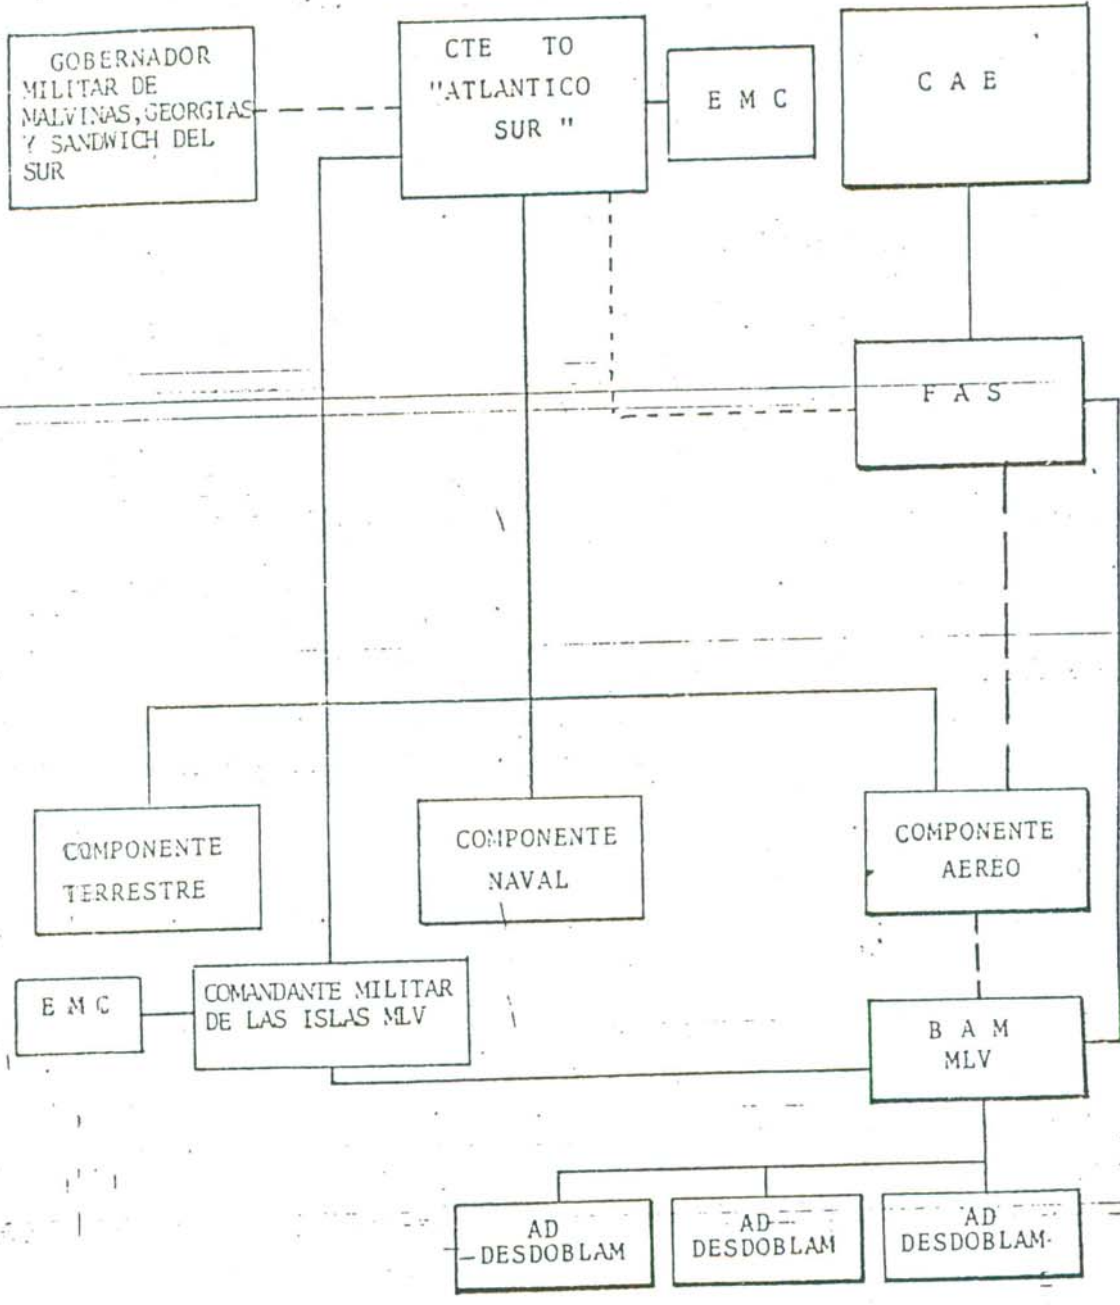 GOBERNADOR
MILITAR DE
MALVINAS,GEORGIAS
Y SANDWICH DEL
SUR
CTE TO
"ATLANTICO
SUR "
E M C
C A E
F A S
COMPONENTE
TERRESTRE
COMPONENTE
NAVAL
COMPONENTE
AEREO
E M C
COMANDANTE MILITAR
DE LAS ISLAS MLV
B A M
MLV
AD
DESDOBLAM
AD
DESDOBLAM
AD
DESDOBLAM